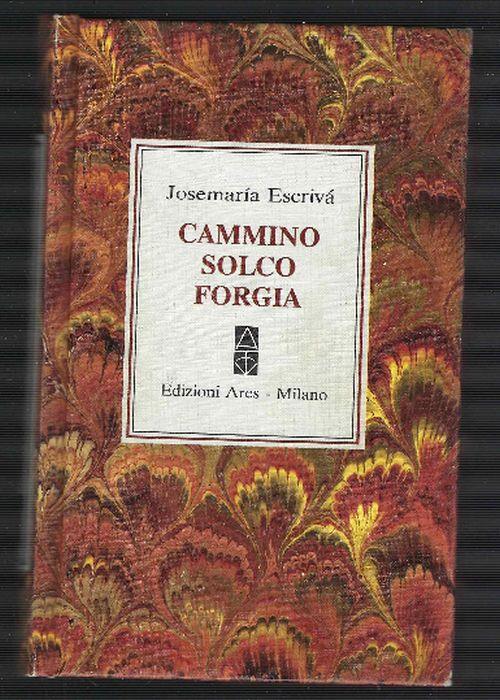 Josemaría Escrivá
CAMMINO
SOLCO
FORGIA
Edizioni Ares - Milano